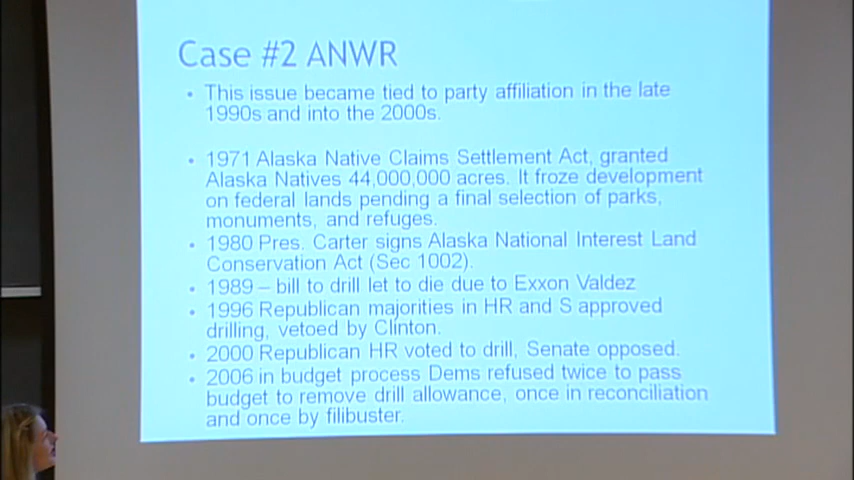 Case #2 ANWR
• This issue became tied to party affiliation in the late
1990s and into the 2000s.
• 1971 Alaska Native Claims Settlement Act, granted
Alaska Natives 44,000,000 acres. It froze development
on federal lands pending a final selection of parks,
monuments, and refuges.
• 1980 Pres. Carter signs Alaska National Interest Land
Conservation Act (Sec 1002).
• 1989 – bill to drill let to die due to Exxon Valdez
• 1996 Republican majorities in HR and S approved
drilling, vetoed by Clinton.
• 2000 Republican HR voted to drill, Senate opposed.
• 2006 in budget process Dems refused twice to pass
budget to remove drill allowance, once in reconciliation
and once by filibuster.